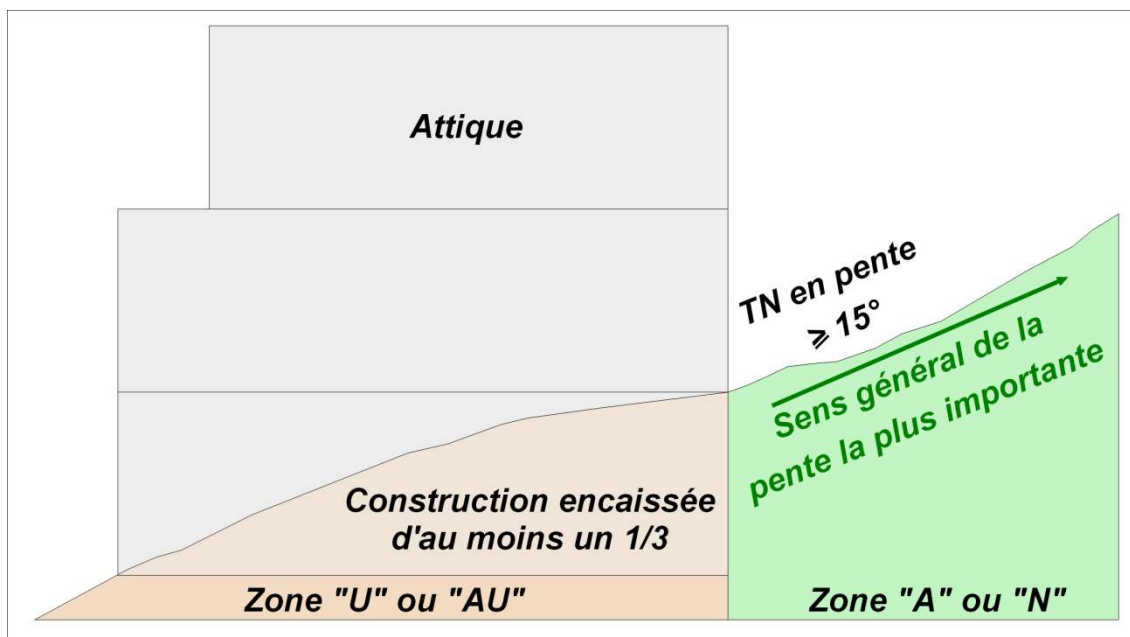 Attique
TN en pente
⩾ 15°
Sens général de la
pente la plus importante
Construction encaissée
d'au moins un 1/3
Zone "U" ou "AU"
Zone "A" ou "N"